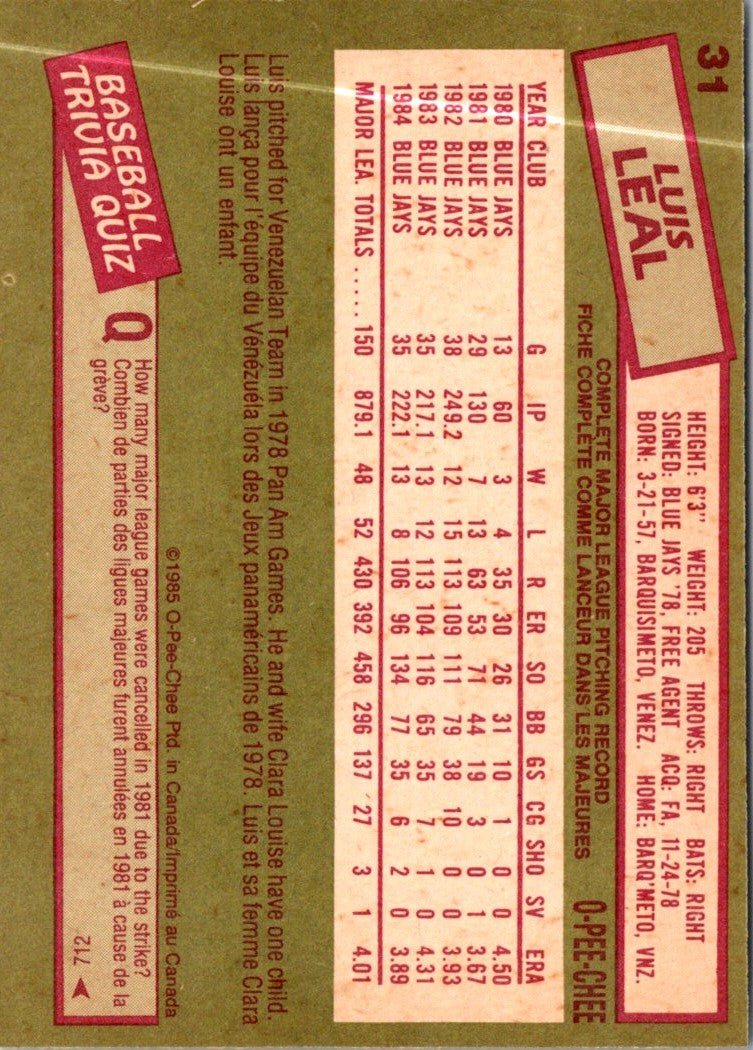 31
LUIS
LEAL
HEIGHT: 6'3" WEIGHT: 205 THROWS: RIGHT BATS: RIGHT
SIGNED: BLUE JAYS '78, FREE AGENT ACQ: FA, 11-24-78
BORN: 3-21-57, BARQUISIMETO, VENEZ. HOME: BARQ'METO, VNZ.
COMPLETE MAJOR LEAGUE PITCHING RECORD
FICHE COMPLÈTE COMME LANCEUR DANS LES MAJEURES
O-PEE-CHEE
YEAR CLUB G IP W L R ER SO BB GS CG SHO SV ERA
1980 BLUE JAYS 13 60 3 4 35 30 26 31 10 1 0 0 4.50
1981 BLUE JAYS 29 130 7 13 63 53 71 44 19 3 0 1 3.67
1982 BLUE JAYS 38 249.2 12 15 113 109 111 79 38 10 0 0 3.93
1983 BLUE JAYS 35 217.1 13 12 113 104 116 65 35 7 1 0 4.31
1984 BLUE JAYS 35 222.1 13 8 106 96 134 77 35 6 2 0 3.89
MAJOR LEA. TOTALS ..... 150 879.1 48 52 430 392 458 296 137 27 3 1 4.01
Luis pitched for Venezuelan Team in 1978 Pan Am Games. He and wife Clara Louise have one child.
Luis lança pour l'équipe du Vénézuéla lors des Jeux panaméricains de 1978. Luis et sa femme Clara
Louise ont un enfant.
©1985 O-Pee-Chee Ptd. in Canada/Imprimé au Canada
BASEBALL
TRIVIA QUIZ
Q
How many major league games were cancelled in 1981 due to the strike?
Combien de parties des ligues majeures furent annulées en 1981 à cause de la
grève?
712